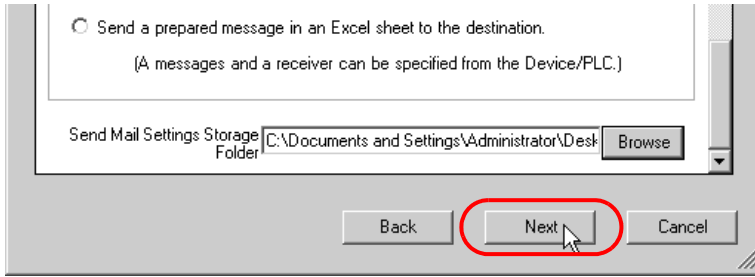 Send a prepared message in an Excel sheet to the destination.
(A messages and a receiver can be specified from the Device/PLC.)
Send Mail Settings Storage
Folder
C:\Documents and Settings\Administrator\Desk
Browse
Back
Next
Cancel